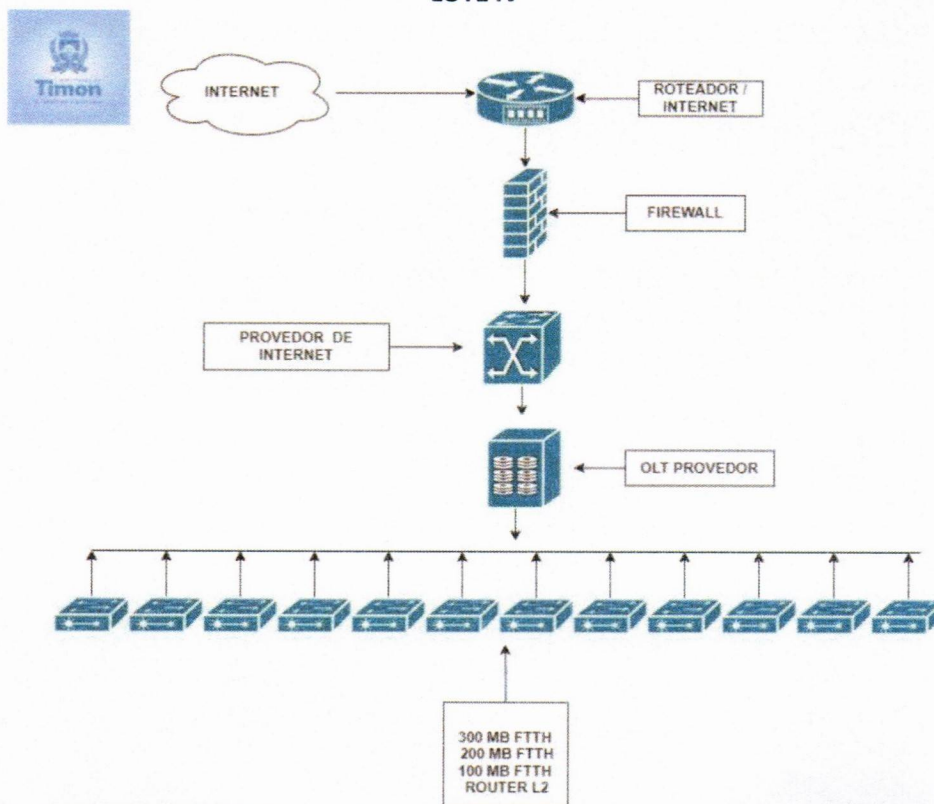 Timon
INTERNET
ROTEADOR /
INTERNET
FIREWALL
PROVEDOR DE
INTERNET
OLT PROVEDOR
300 MB FTTH
200 MB FTTH
100 MB FTTH
ROUTER L2